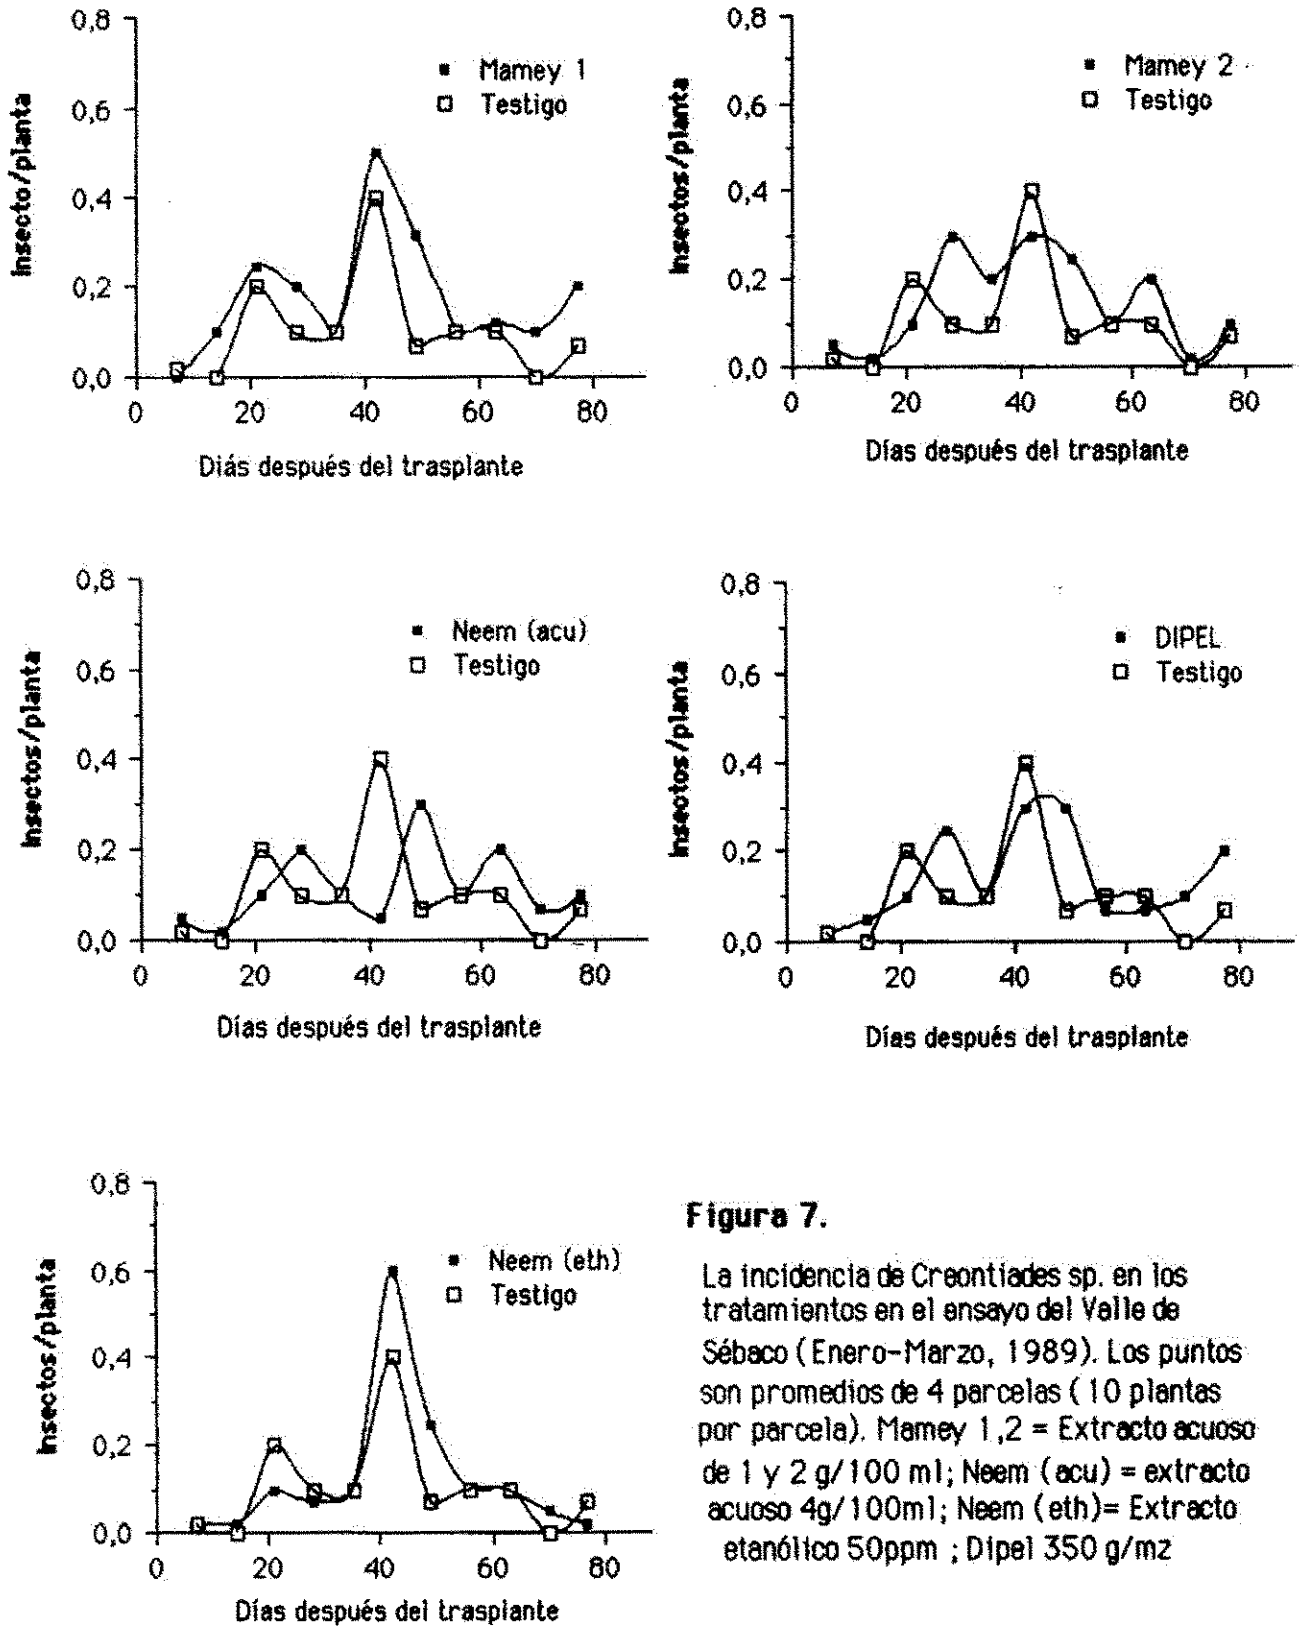 0,8
0,6
0,4
0,2
0,0
Insecto/planta
Mamey 1
Testigo
0 20 40 60 80
Diás después del trasplante
0,8
0,6
0,4
0,2
0,0
Insectos/planta
Mamey 2
Testigo
0 20 40 60 80
Días después del trasplante
0,8
0,6
0,4
0,2
0,0
Insectos/planta
Neem (acu)
Testigo
0 20 40 60 80
Días después del trasplante
0,8
0,6
0,4
0,2
0,0
Insectos/planta
DIPEL
Testigo
0 20 40 60 80
Días después del trasplante
0,8
0,6
0,4
0,2
0,0
Insectos/planta
Neem (eth)
Testigo
0 20 40 60 80
Días después del trasplante
Figura 7.
La incidencia de Creontiades sp. en los
tratamientos en el ensayo del Valle de
Sébaco (Enero-Marzo, 1989). Los puntos
son promedios de 4 parcelas ( 10 plantas
por parcela). Mamey 1,2 = Extracto acuoso
de 1 y 2 g/100 ml; Neem (acu) = extracto
acuoso 4g/100ml; Neem (eth)= Extracto
etanólico 50ppm ; Dipel 350 g/mz